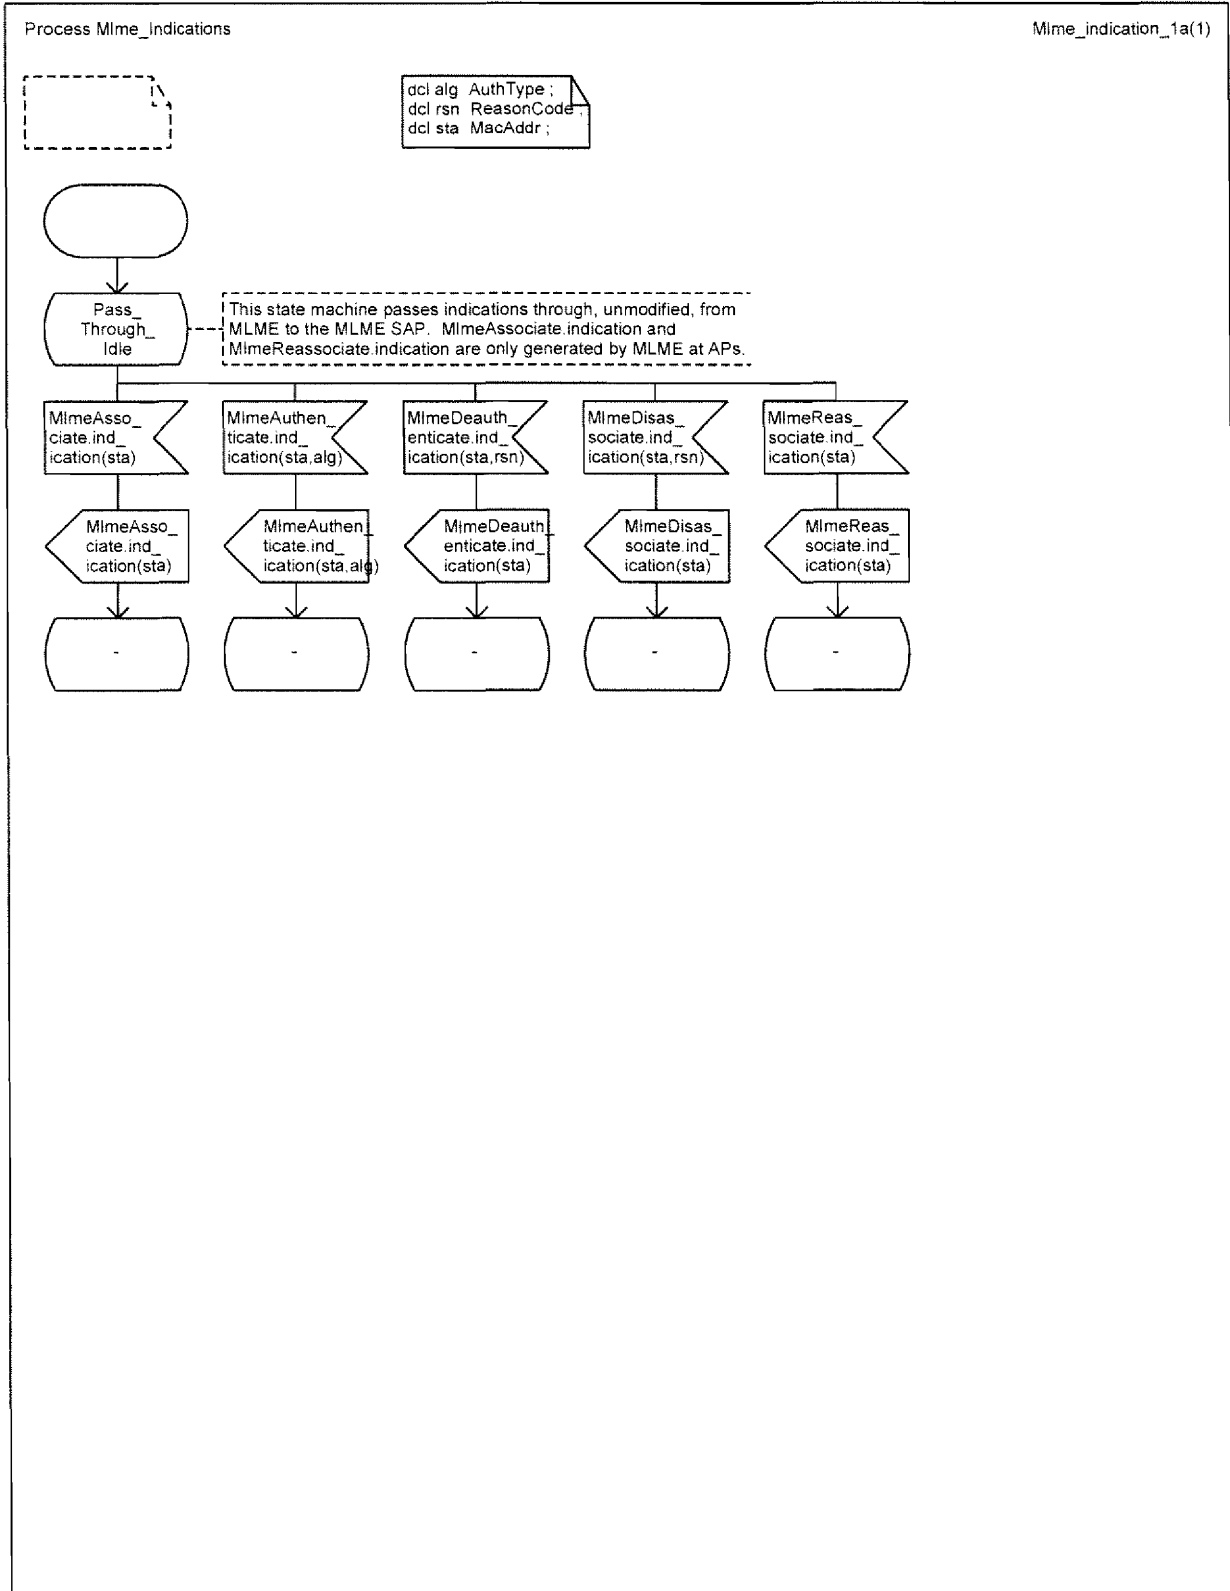 Process Mlme_Indications
Mlme_indication_1a(1)
dcl alg AuthType ;
dcl rsn ReasonCode ;
dcl sta MacAddr ;
Pass_
Through_
Idle
This state machine passes indications through, unmodified, from
MLME to the MLME SAP. MlmeAssociate.indication and
MlmeReassociate.indication are only generated by MLME at APs.
MlmeAsso_
ciate.ind_
ication(sta)
MlmeAuthen_
ticate.ind_
ication(sta,alg)
MlmeDeauth_
enticate.ind_
ication(sta,rsn)
MlmeDisas_
sociate.ind_
ication(sta,rsn)
MlmeReas_
sociate.ind_
ication(sta)
MlmeAsso_
ciate.ind_
ication(sta)
MlmeAuthen_
ticate.ind_
ication(sta,alg)
MlmeDeauth_
enticate.ind_
ication(sta)
MlmeDisas_
sociate.ind_
ication(sta)
MlmeReas_
sociate.ind_
ication(sta)
-
-
-
-
-